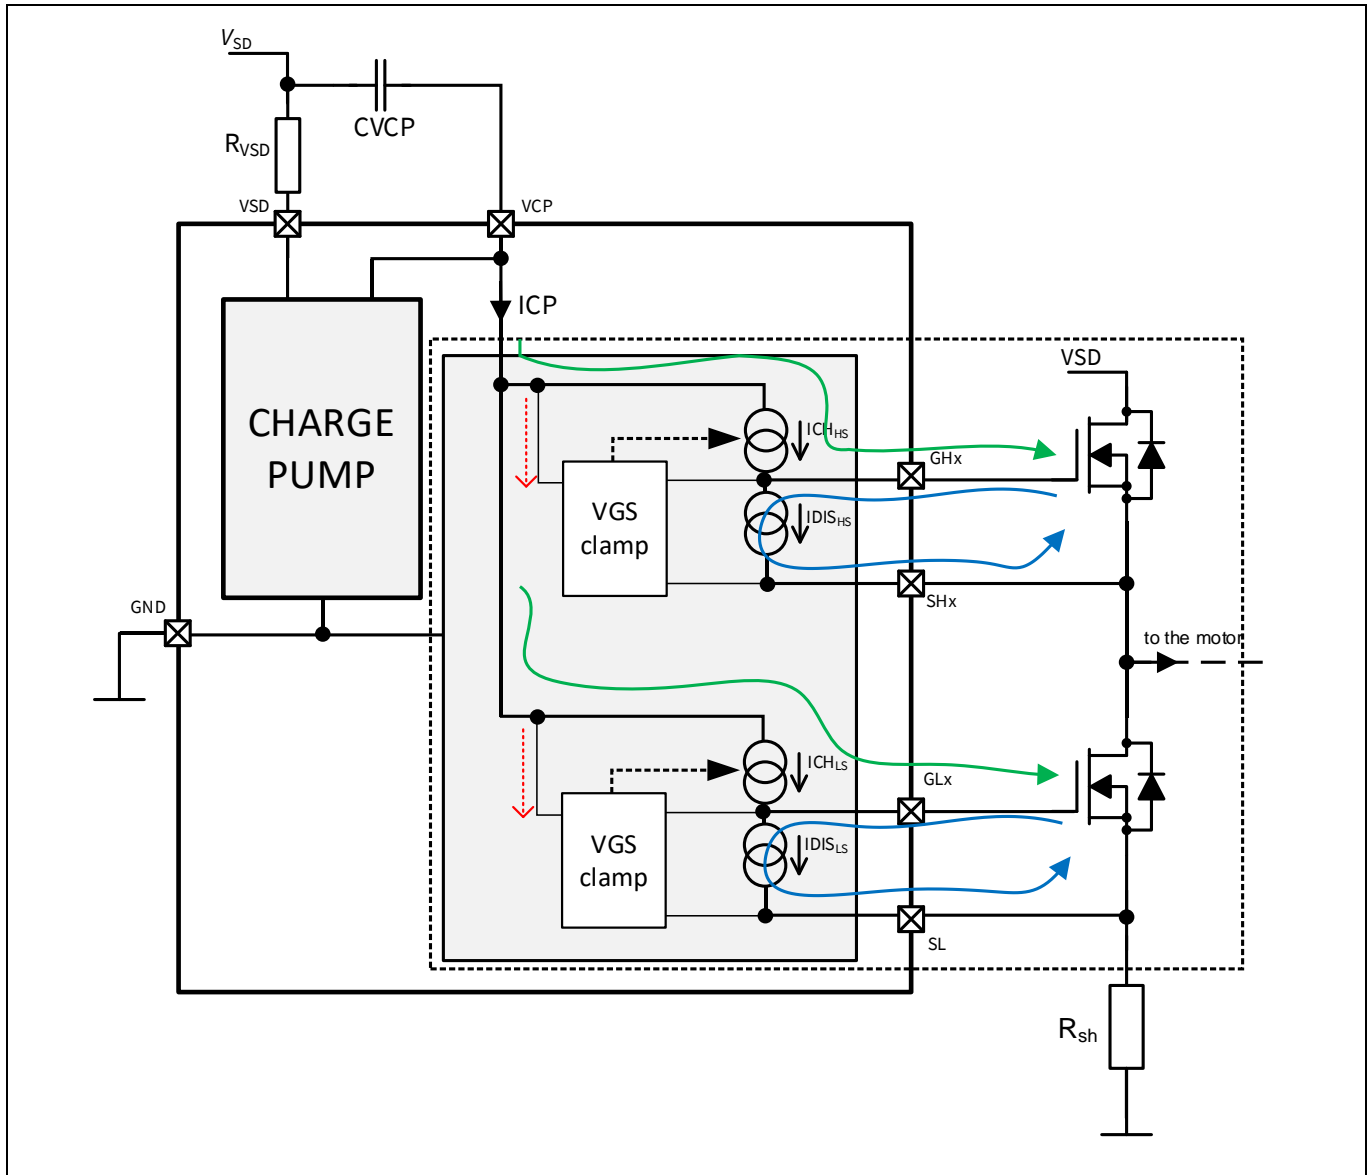 VSD
CVCP
RVSD
VSD
VCP
ICP
CHARGE
PUMP
VSD
ICHHS
GHx
VGS
clamp
IDISHS
SHx
GND
to the motor
ICHLS
GLx
VGS
clamp
IDISLS
SL
Rsh